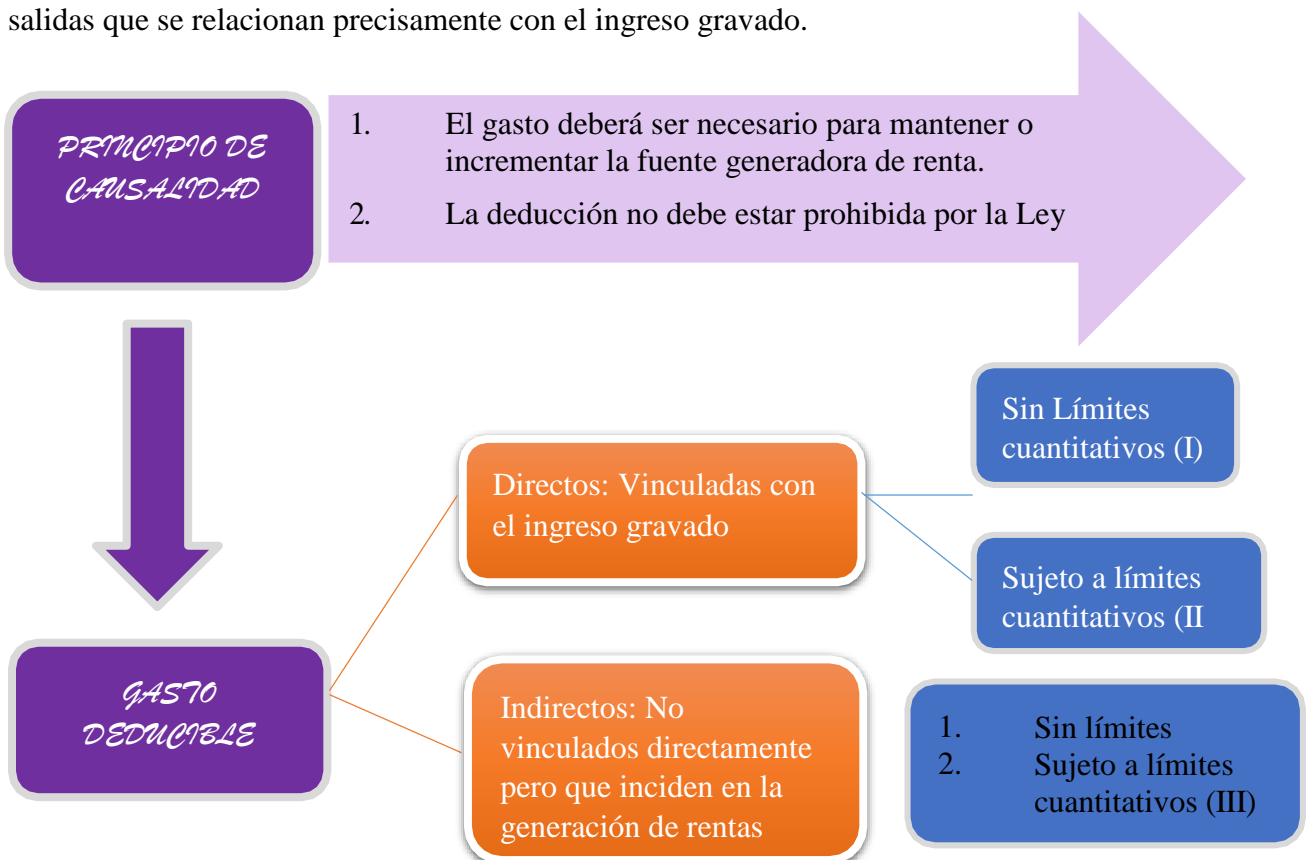 salidas que se relacionan precisamente con el ingreso gravado.
PRINCIPIO DE
CAUSALIDAD
1. El gasto deberá ser necesario para mantener o
incrementar la fuente generadora de renta.
2. La deducción no debe estar prohibida por la Ley
Sin Límites
cuantitativos (I)
Directos: Vinculadas con
el ingreso gravado
Sujeto a límites
cuantitativos (II
GASTO
DEDUCIBLE
Indirectos: No
vinculados directamente
pero que inciden en la
generación de rentas
1. Sin límites
2. Sujeto a límites
cuantitativos (III)